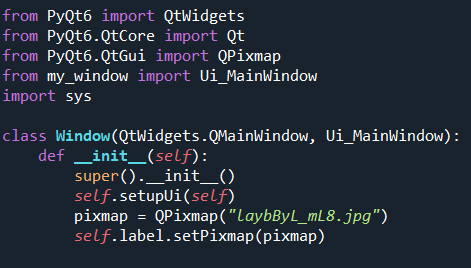 from PyQt6 import QtWidgets
from PyQt6.QtCore import Qt
from PyQt6.QtGui import QPixmap
from my_window import Ui_MainWindow
import sys

class Window(QtWidgets.QMainWindow, Ui_MainWindow):
    def __init__(self):
        super().__init__()
        self.setupUi(self)
        pixmap = QPixmap("laybByL_mL8.jpg")
        self.label.setPixmap(pixmap)